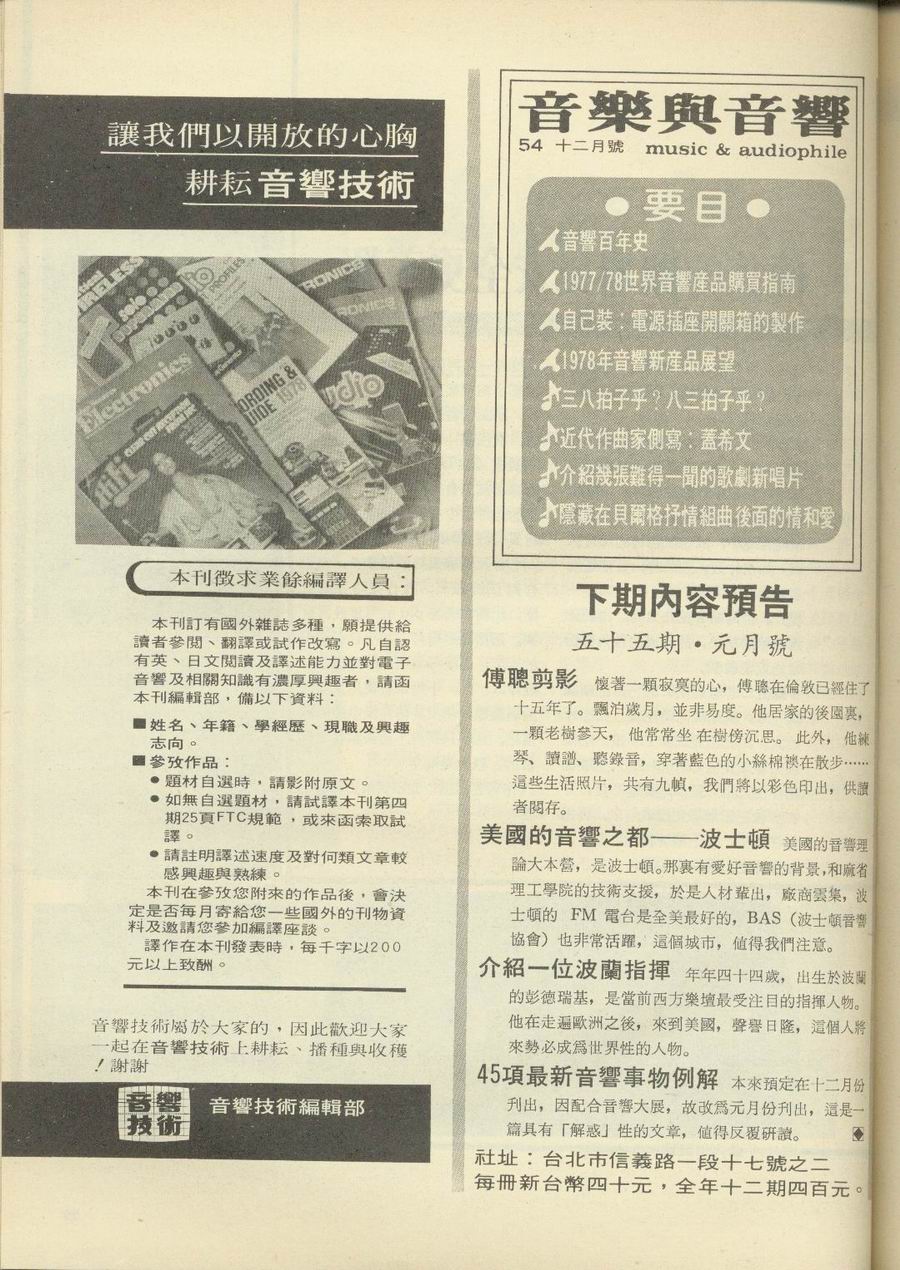 讓我們以開放的心胸
耕耘音響技術
WIRELESS
PROFILES
RONICS
RONICS
Electronics
ORDING &
1978
udio
hifi
本刊徵求業餘編譯人員：
本刊訂有國外雜誌多種，願提供給
讀者參閱、翻譯或試作改寫。凡自認
有英、日文閱讀及譯述能力並對電子
音響及相關知識有濃厚興趣者，請函
本刊編輯部，備以下資料：
■姓名、年籍、學經歷、現職及興趣
志向。
■參攷作品：
●題材自選時，請影附原文。
●如無自選題材，請試譯本刊第四
期25頁FTC規範，或來函索取試
譯。
●請註明譯述速度及對何類文章較
感興趣與熟練。
本刊在參攷您附來的作品後，會決
定是否每月寄給您一些國外的刊物資
料及邀請您參加編譯座談。
譯作在本刊發表時，每千字以200
元以上致酬。
音響技術屬於大家的，因此歡迎大家
一起在音響技術上耕耘、播種與收穫
！謝謝
音響
技術
音響技術編輯部
音樂與音響
54 十二月號 music & audiophile
●要目●
音響百年史
1977/78世界音響產品購買指南
自己裝：電源插座開關箱的製作
1978年音響新產品展望
三八拍子乎？八三拍子乎？
近代作曲家側寫：蓋希文
介紹幾張難得一聞的歌劇新唱片
隱藏在貝爾格抒情組曲後面的情和愛
下期內容預告
五十五期・元月號
傅聰剪影 懷著一顆寂寞的心，傅聰在倫敦已經住了
十五年了。飄泊歲月，並非易度。他居家的後園裏，
一顆老樹參天，他常常坐在樹傍沉思。此外，他練
琴、讀譜、聽錄音，穿著藍色的小絲棉襖在散步……
這些生活照片，共有九幀，我們將以彩色印出，供讀
者閱存。
美國的音響之都——波士頓 美國的音響理
論大本營，是波士頓。那裏有愛好音響的背景，和麻省
理工學院的技術支援，於是人材輩出，廠商雲集，波
士頓的 FM 電台是全美最好的，BAS（波士頓音響
協會）也非常活躍，這個城市，值得我們注意。
介紹一位波蘭指揮 年年四十四歲，出生於波蘭
的彭德瑞基，是當前西方樂壇最受注目的指揮人物。
他在走遍歐洲之後，來到美國，聲譽日隆，這個人將
來勢必成為世界性的人物。
45項最新音響事物例解 本來預定在十二月份
刊出，因配合音響大展，故改爲元月份刊出，這是一
篇具有「解惑」性的文章，值得反覆研讀。
社址：台北市信義路一段十七號之二
每冊新台幣四十元，全年十二期四百元。